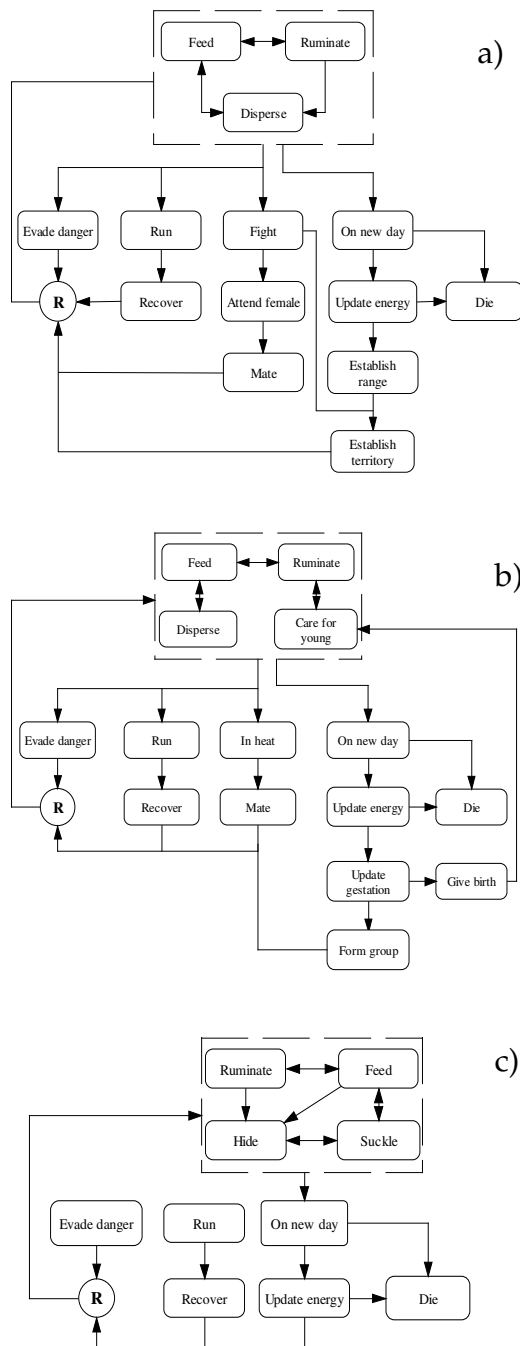 a)
Feed
Ruminate
Disperse
Evade danger
Run
Fight
On new day
R
Recover
Attend female
Update energy
Die
Mate
Establish
range
Establish
territory
b)
Feed
Ruminate
Disperse
Care for
young
Evade danger
Run
In heat
On new day
R
Recover
Mate
Update energy
Die
Update
gestation
Give birth
Form group
c)
Ruminate
Feed
Hide
Suckle
Evade danger
Run
On new day
R
Recover
Update energy
Die